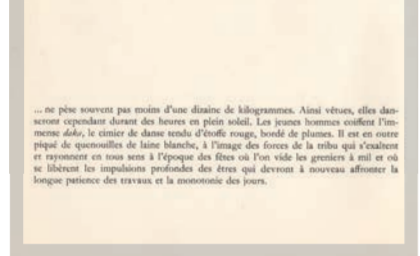 ... ne pèse souvent pas moins d'une dizaine de kilogrammes. Ainsi vêtues, elles dan-
seront cependant durant des heures en plein soleil. Les jeunes hommes coiffent l'im-
mense daku, le cimier de danse tendu d'étoffe rouge, bordé de plumes. Il est en outre
piqué de quenouilles de laine blanche, à l'image des forces de la tribu qui s'exaltent
et rayonnent en tous sens à l'époque des fêtes où l'on vide les greniers à mil et où
se libèrent les impulsions profondes des êtres qui devront à nouveau affronter la
longue patience des travaux et la monotonie des jours.